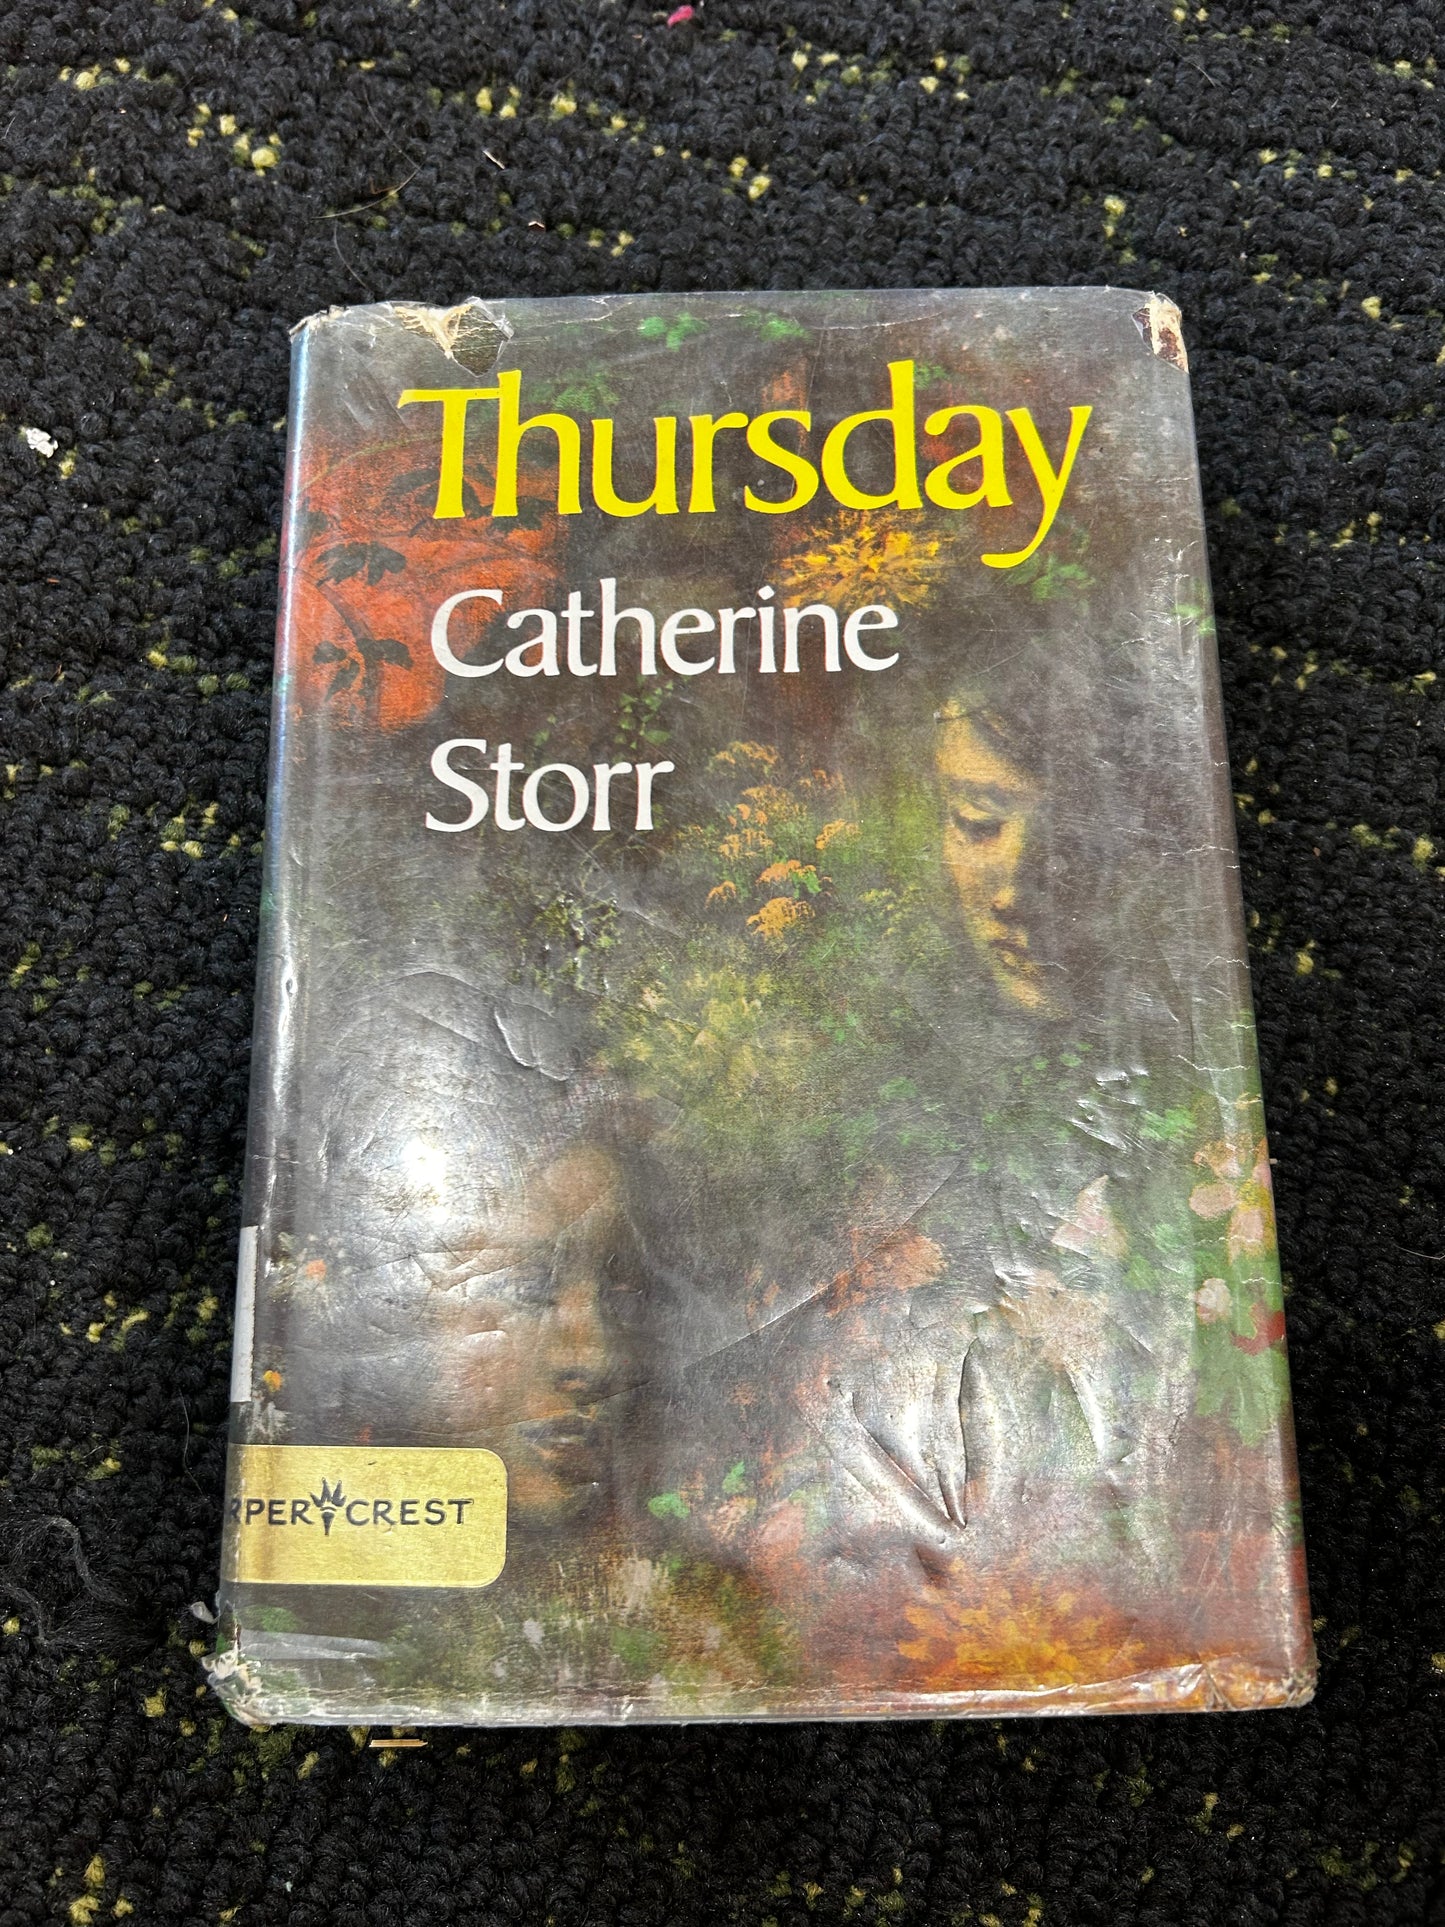 Thursday
Catherine
Storr
RPER CREST